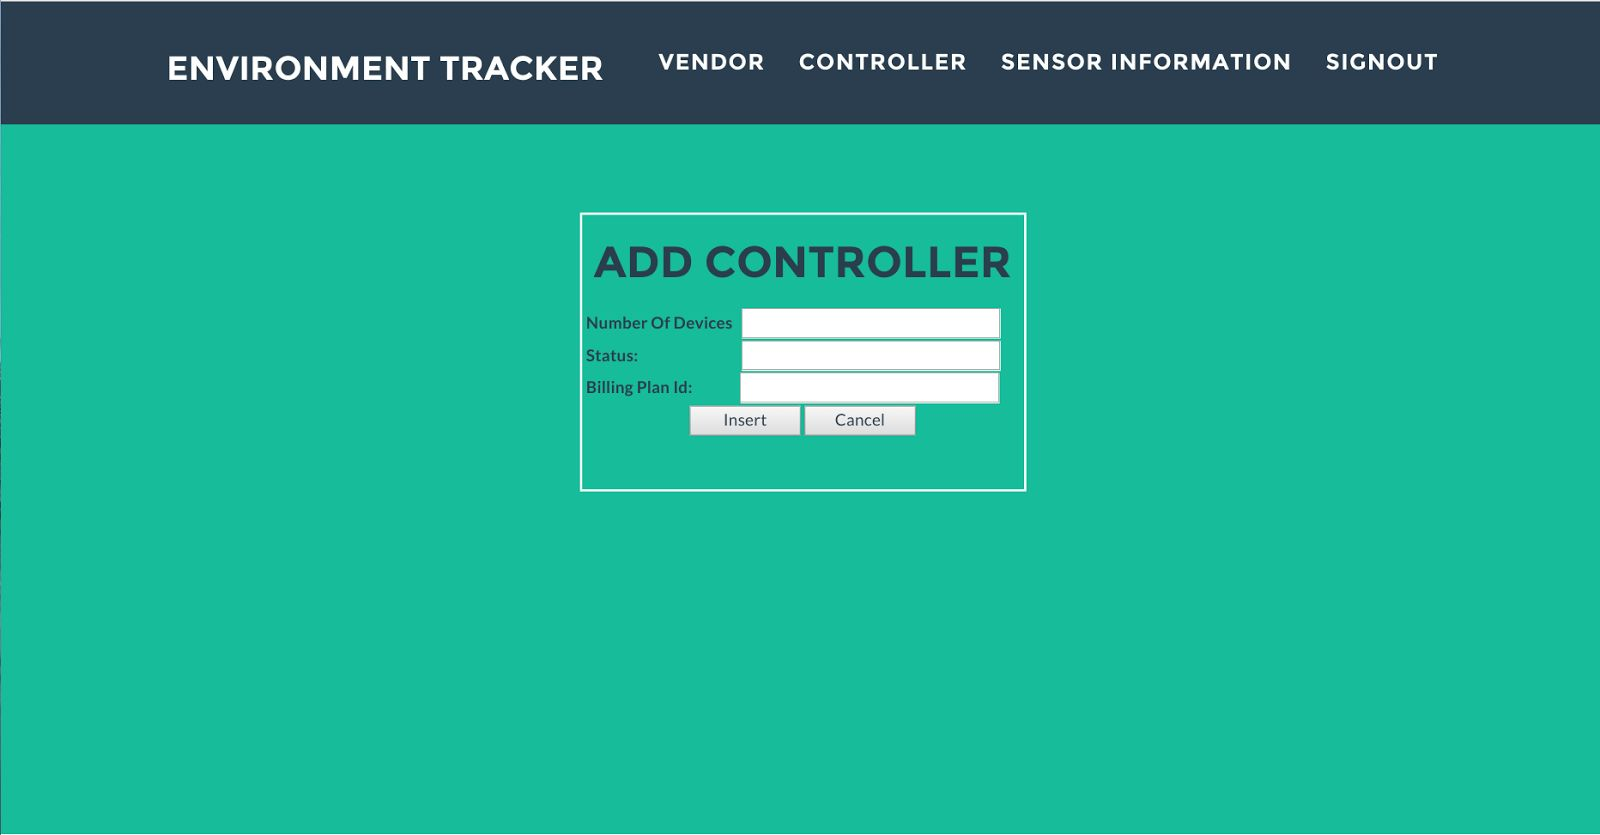 ENVIRONMENT TRACKER VENDOR CONTROLLER SENSOR INFORMATION SIGNOUT
ADD CONTROLLER
Number Of Devices
Status:
Billing Plan Id:
Insert Cancel